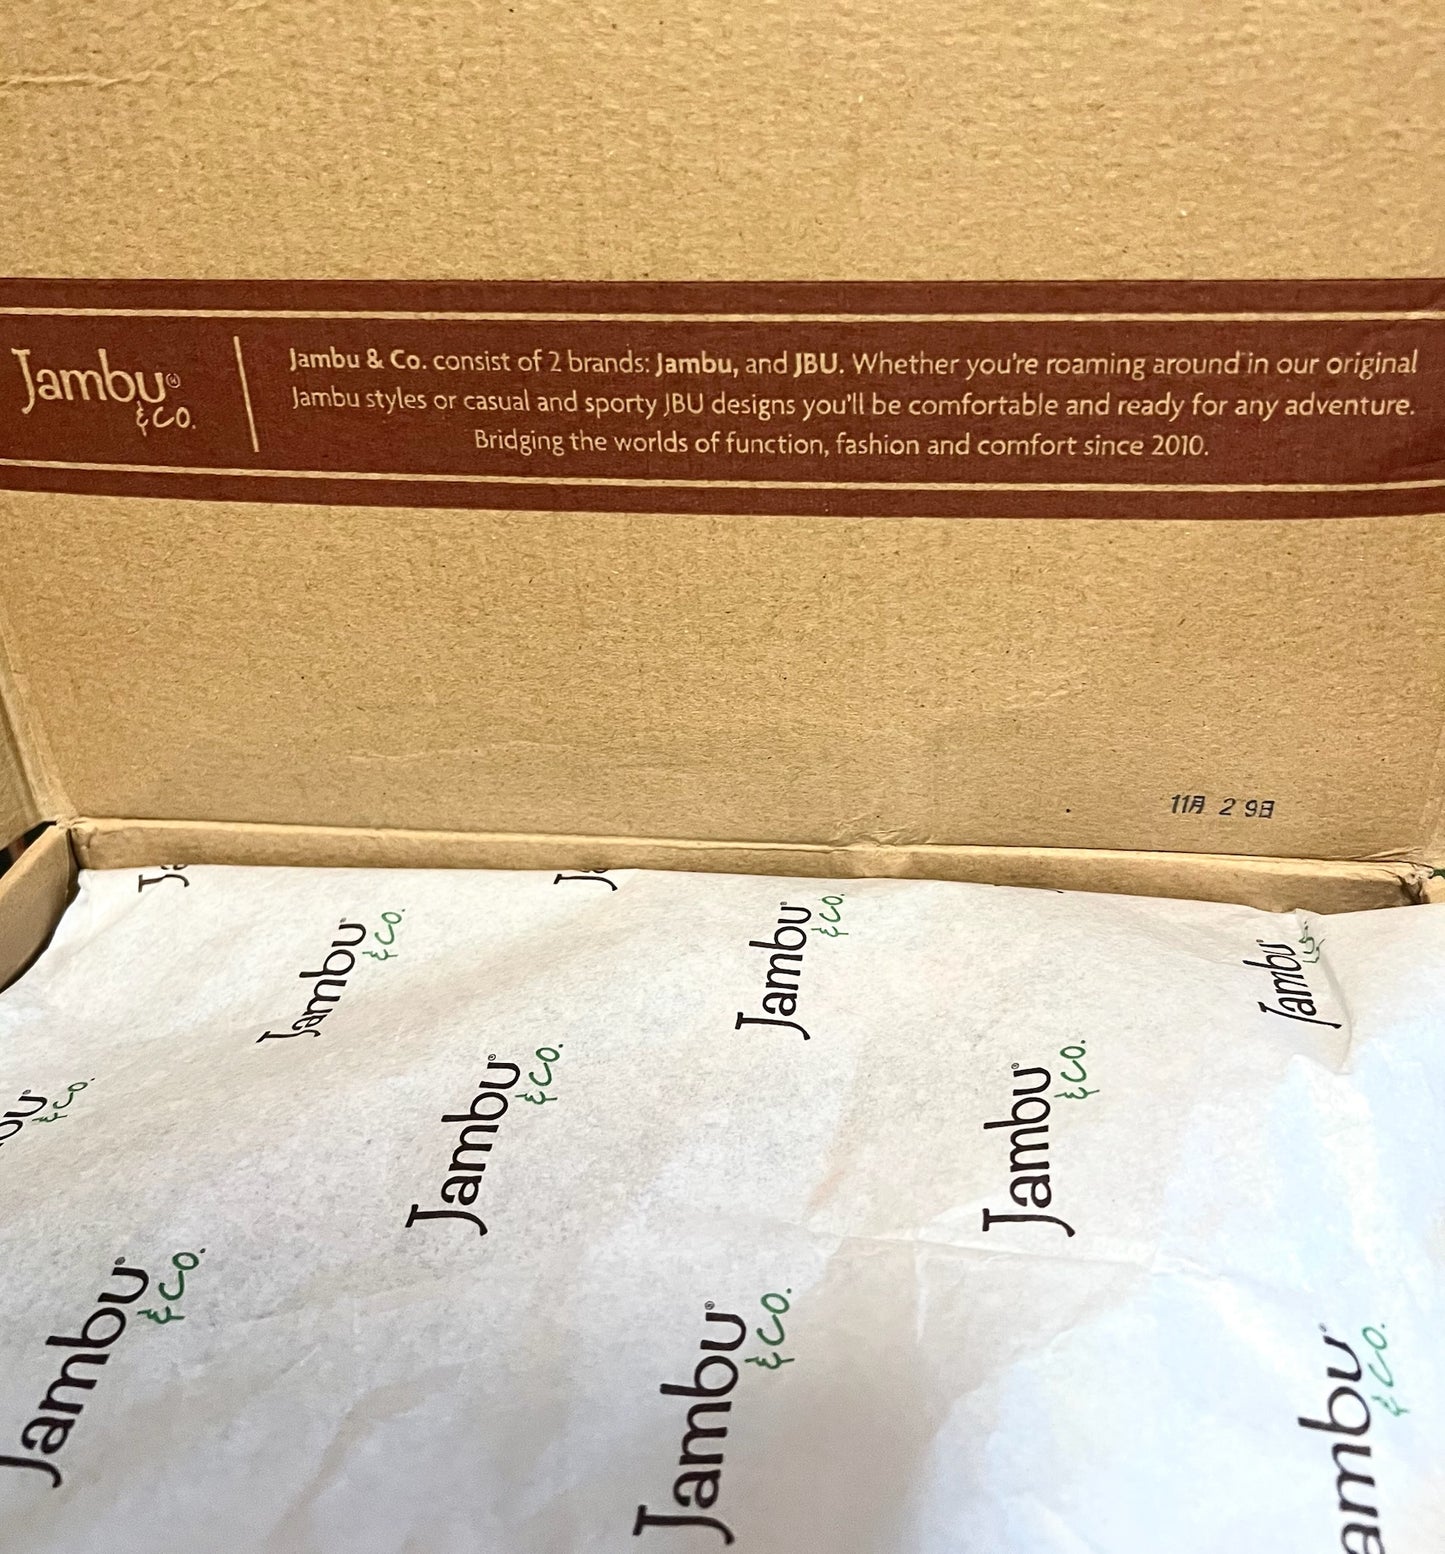 Jambu®
& Co.
Jambu & Co. consist of 2 brands: Jambu, and JBU. Whether you're roaming around in our original
Jambu styles or casual and sporty JBU designs you'll be comfortable and ready for any adventure.
Bridging the worlds of function, fashion and comfort since 2010.
11月 2 9日
Jambu®
& Co.
Jambu®
& Co.
Jambu
& Co.
Jambu®
& Co.
Jambu®
& Co.
& Co.
Jambu®
& Co.
Jambu®
& Co.
ambu
& Co.